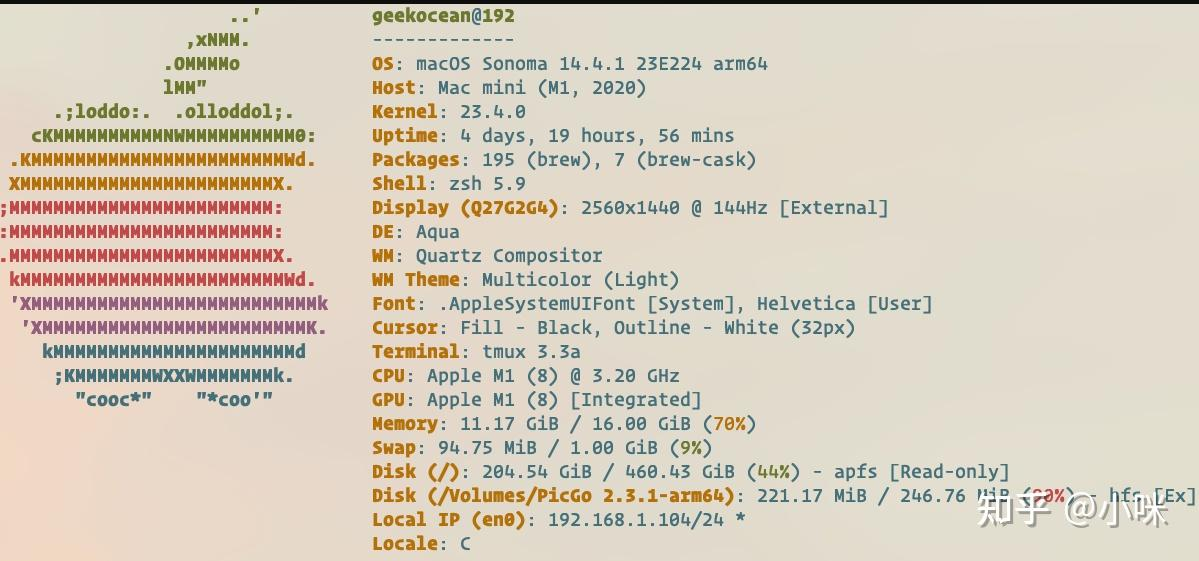 ..'
,xNMM.
.OMMMMo
lMM"
.;loddo:.  .olloddol;.
cKMMMMMMMMMMNWMMMMMMMMMM0:
.KMMMMMMMMMMMMMMMMMMMMMMMWd.
XMMMMMMMMMMMMMMMMMMMMMMMX.
;MMMMMMMMMMMMMMMMMMMMMMMM:
:MMMMMMMMMMMMMMMMMMMMMMMM:
.MMMMMMMMMMMMMMMMMMMMMMMMX.
kMMMMMMMMMMMMMMMMMMMMMMMMWd.
'XMMMMMMMMMMMMMMMMMMMMMMMMMMk
'XMMMMMMMMMMMMMMMMMMMMMMMMK.
kMMMMMMMMMMMMMMMMMMMMMMd
;KMMMMMMMWXXWMMMMMMMk.
"cooc*"    "*coo'"
geekocean@192
-------------
OS: macOS Sonoma 14.4.1 23E224 arm64
Host: Mac mini (M1, 2020)
Kernel: 23.4.0
Uptime: 4 days, 19 hours, 56 mins
Packages: 195 (brew), 7 (brew-cask)
Shell: zsh 5.9
Display (Q27G2G4): 2560x1440 @ 144Hz [External]
DE: Aqua
WM: Quartz Compositor
WM Theme: Multicolor (Light)
Font: .AppleSystemUIFont [System], Helvetica [User]
Cursor: Fill - Black, Outline - White (32px)
Terminal: tmux 3.3a
CPU: Apple M1 (8) @ 3.20 GHz
GPU: Apple M1 (8) [Integrated]
Memory: 11.17 GiB / 16.00 GiB (70%)
Swap: 94.75 MiB / 1.00 GiB (9%)
Disk (/): 204.54 GiB / 460.43 GiB (44%) - apfs [Read-only]
Disk (/Volumes/PicGo 2.3.1-arm64): 221.17 MiB / 246.76 MiB (90%) - hfs [Ex]
Local IP (en0): 192.168.1.104/24 *
Locale: C
知乎 @小咪